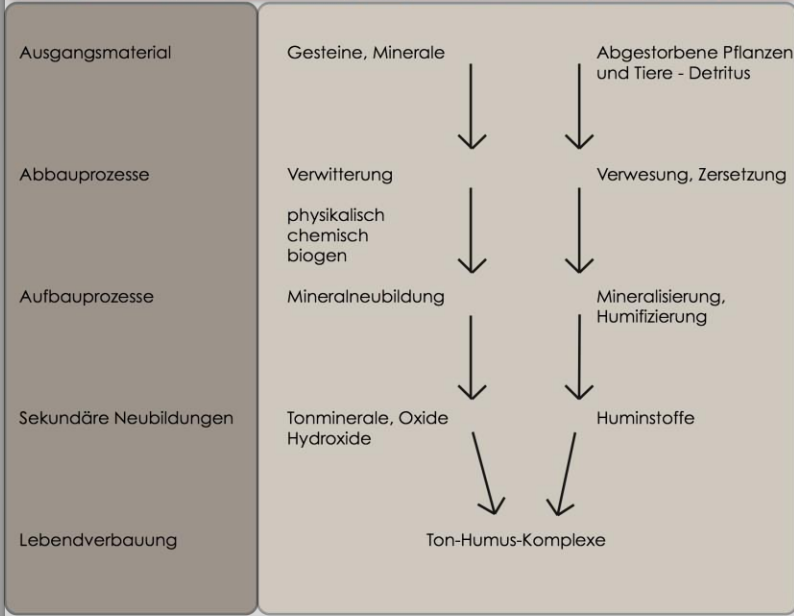 Ausgangsmaterial
Gesteine, Minerale
Abgestorbene Pflanzen
und Tiere - Detritus
Abbauprozesse
Verwitterung
Verwesung, Zersetzung
physikalisch
chemisch
biogen
Aufbauprozesse
Mineralneubildung
Mineralisierung,
Humifizierung
Sekundäre Neubildungen
Tonminerale, Oxide
Hydroxide
Huminstoffe
Lebendverbauung
Ton-Humus-Komplexe